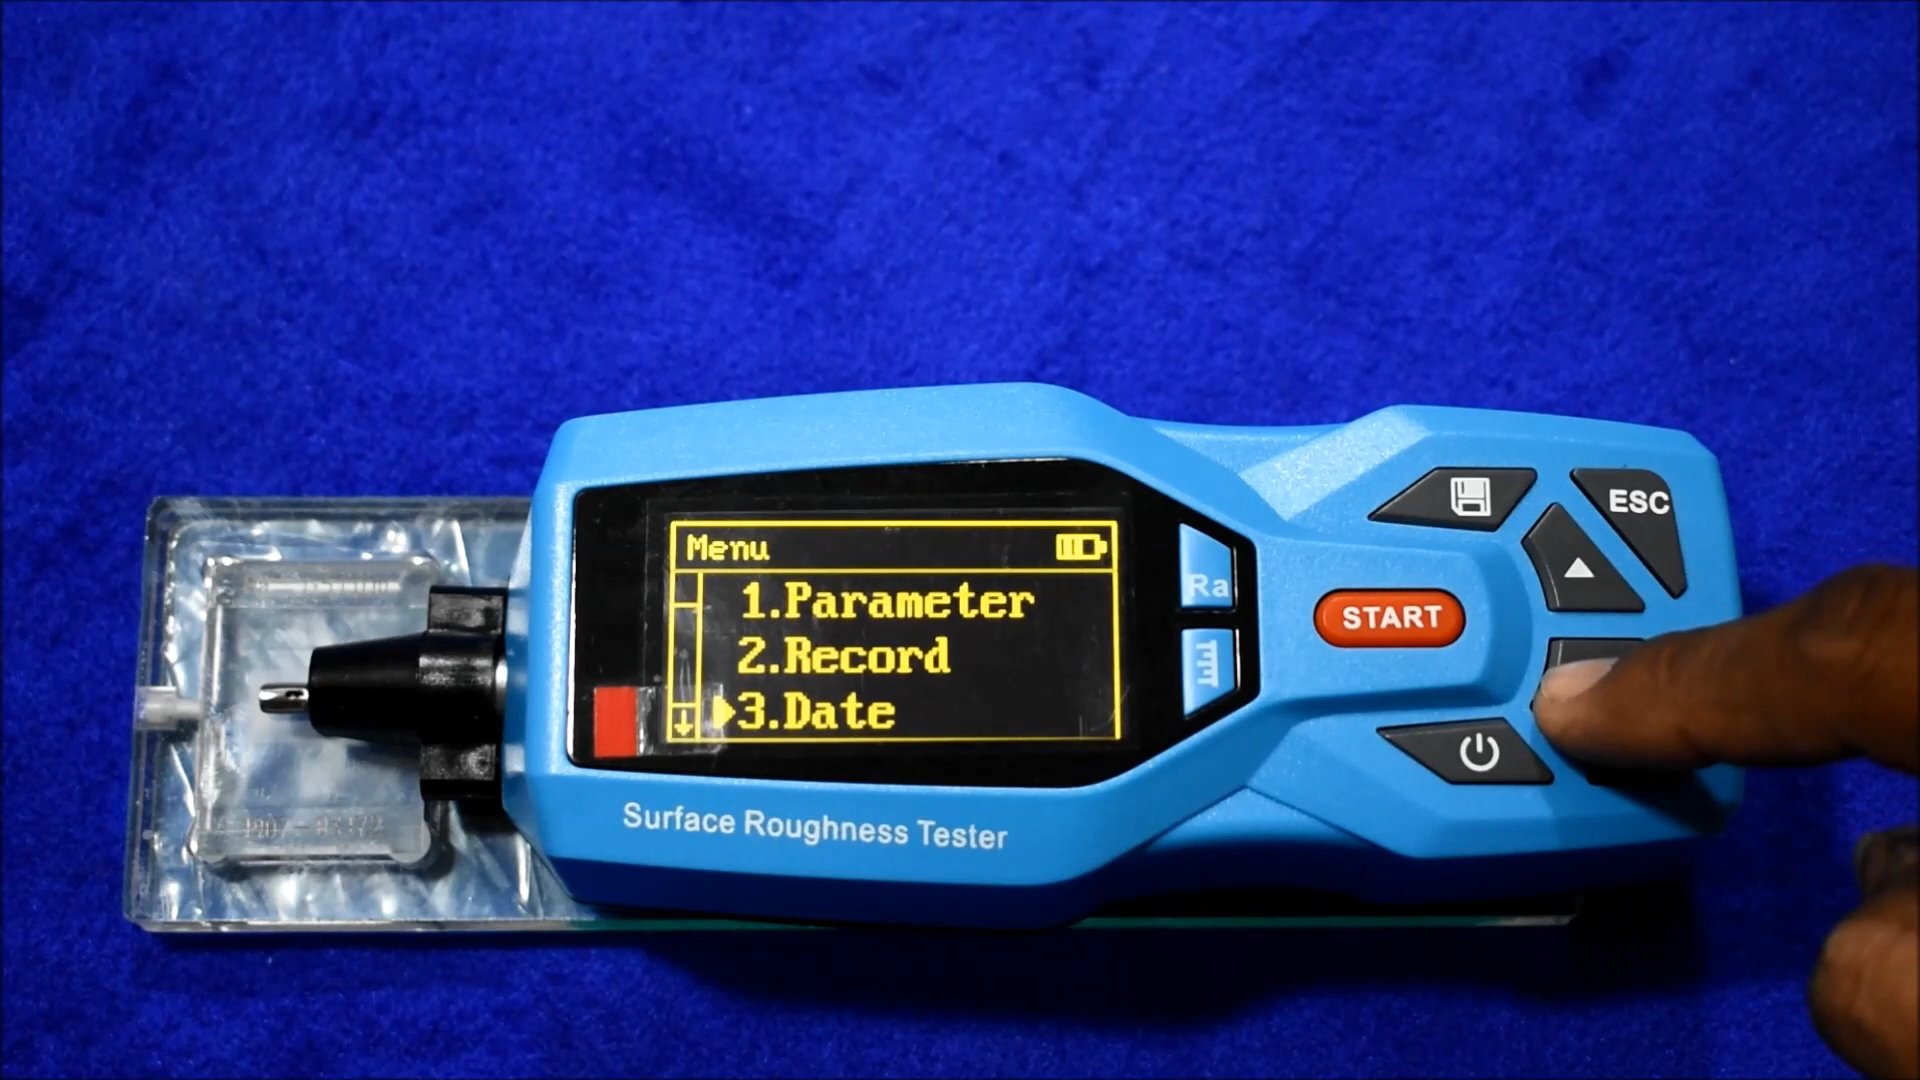 Menu
1.Parameter
2.Record
3.Date
Ra
START
ESC
Surface Roughness Tester